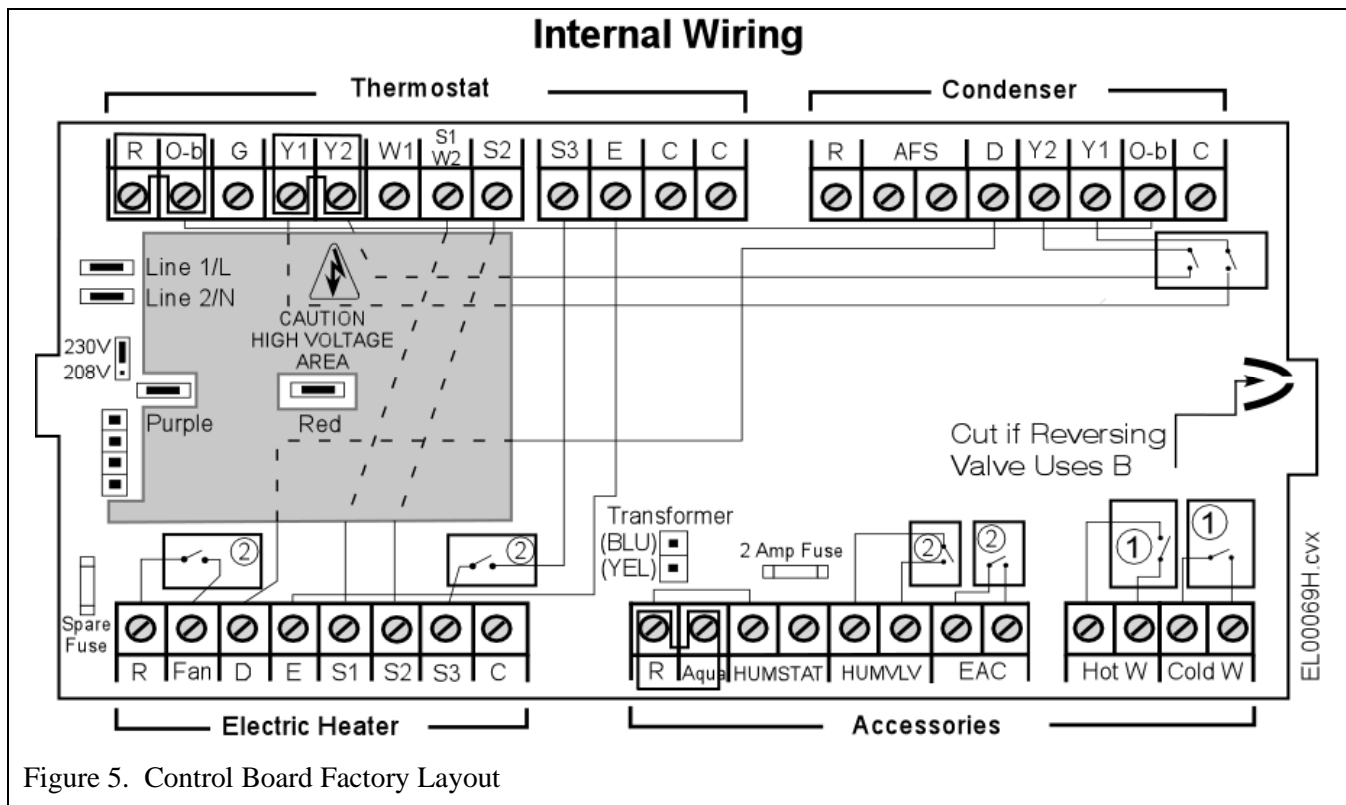 Internal Wiring
Thermostat
Condenser
R O-b G Y1 Y2 W1 S1 W2 S2 S3 E C C
R AFS D Y2 Y1 O-b C
Line 1/L
Line 2/N
CAUTION
HIGH VOLTAGE
AREA
230V
208V
Purple
Red
Cut if Reversing
Valve Uses B
Transformer
(BLU)
(YEL)
2 Amp Fuse
2
2
2
2
1
1
Spare
Fuse
R Fan D E S1 S2 S3 C
R Aqua HUMSTAT HUMVLV EAC
Hot W Cold W
Electric Heater
Accessories
EL00069H.cvx
Figure 5. Control Board Factory Layout